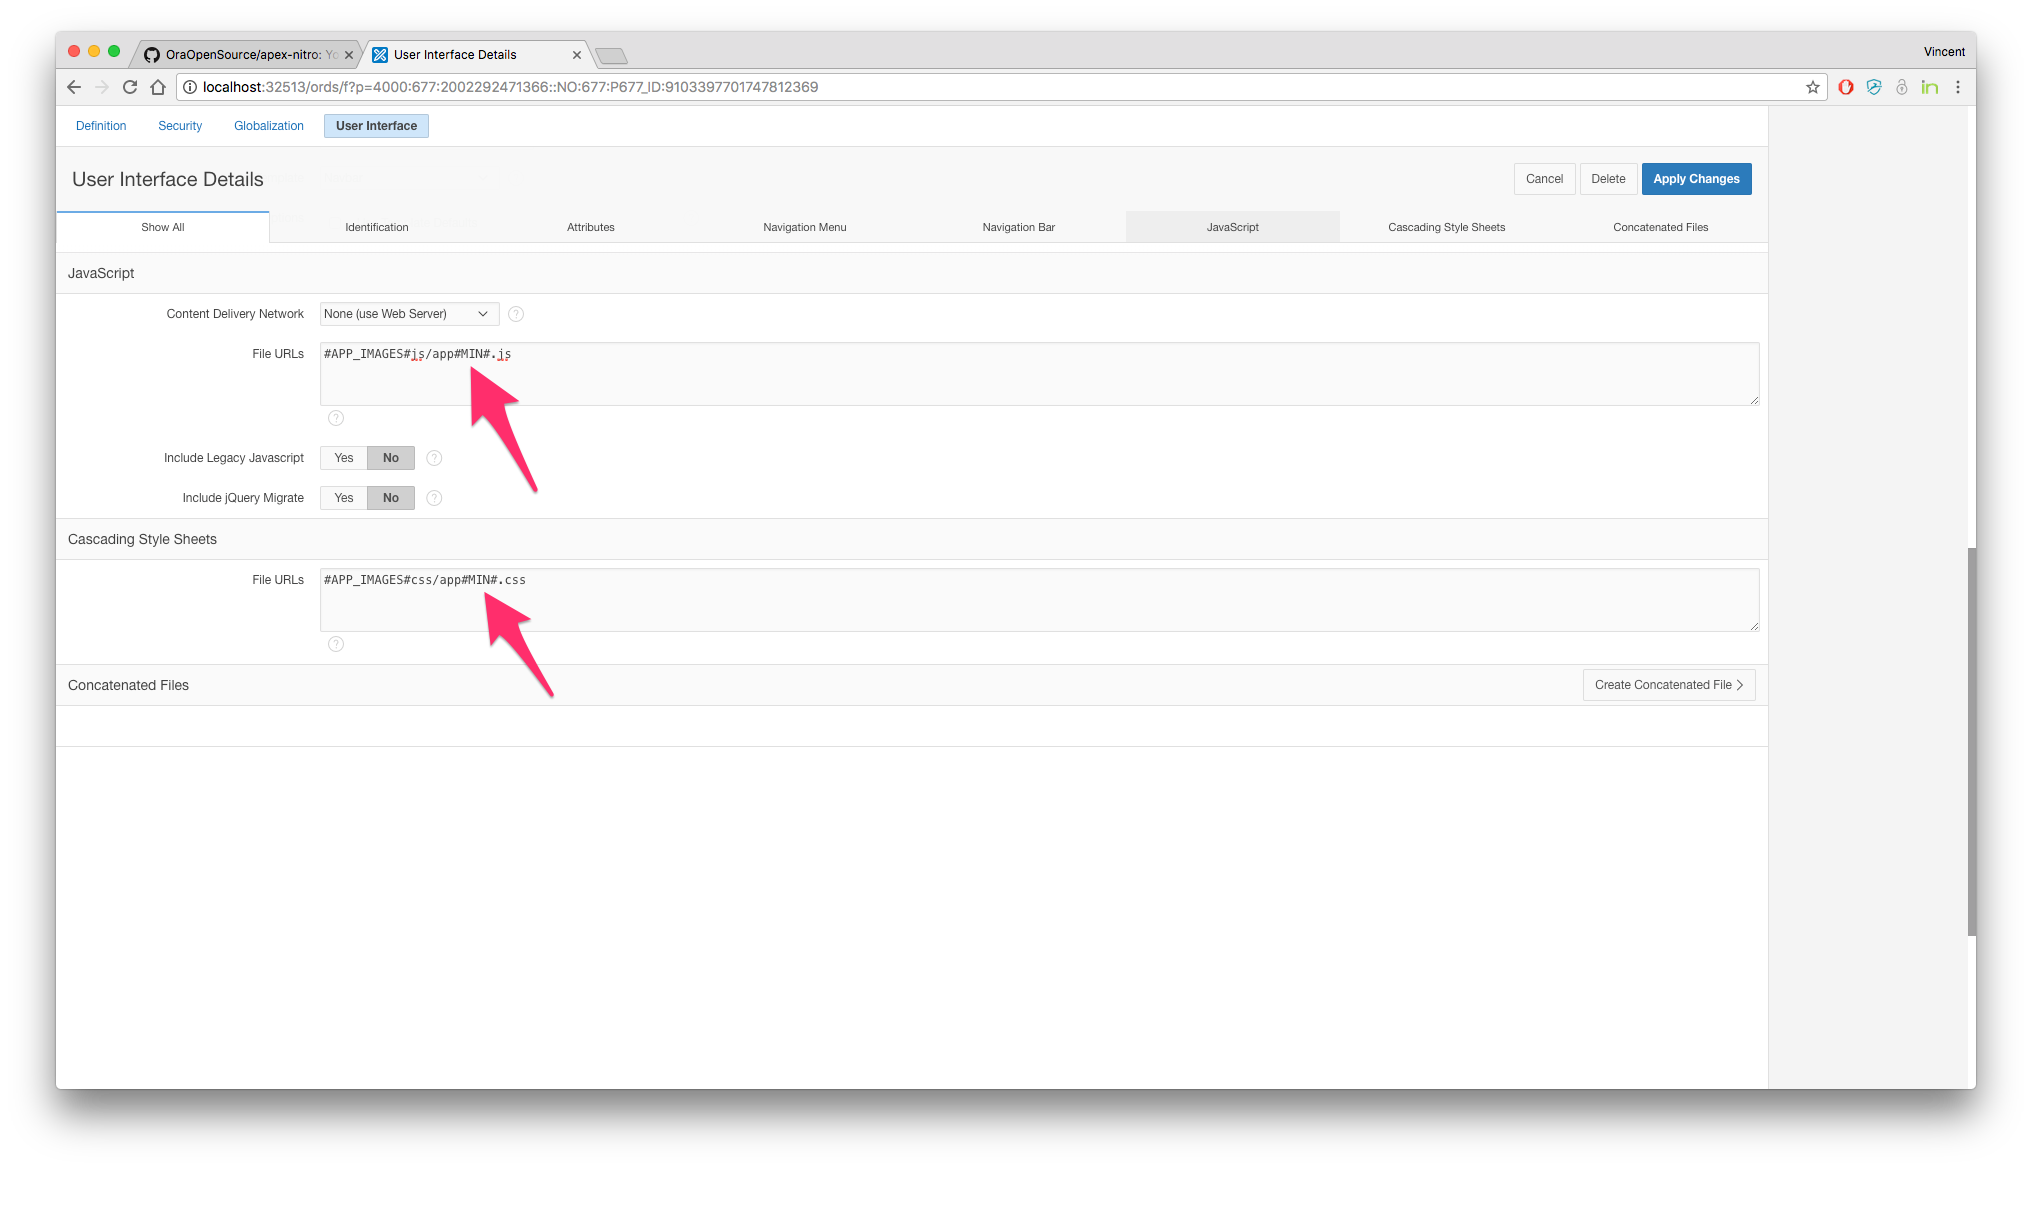 OraOpenSource/apex-nitro: Yo
User Interface Details
Vincent
localhost:32513/ords/f?p=4000:677:2002292471366::NO:677:P677_ID:9103397701747812369
in
Definition
Security
Globalization
User Interface
User Interface Details
Cancel
Delete
Apply Changes
Show All
Identification
Attributes
Navigation Menu
Navigation Bar
JavaScript
Cascading Style Sheets
Concatenated Files
JavaScript
Content Delivery Network
None (use Web Server)
?
File URLs
#APP_IMAGES#js/app#MIN#.js
?
Include Legacy Javascript
Yes
No
?
Include jQuery Migrate
Yes
No
?
Cascading Style Sheets
File URLs
#APP_IMAGES#css/app#MIN#.css
?
Concatenated Files
Create Concatenated File >